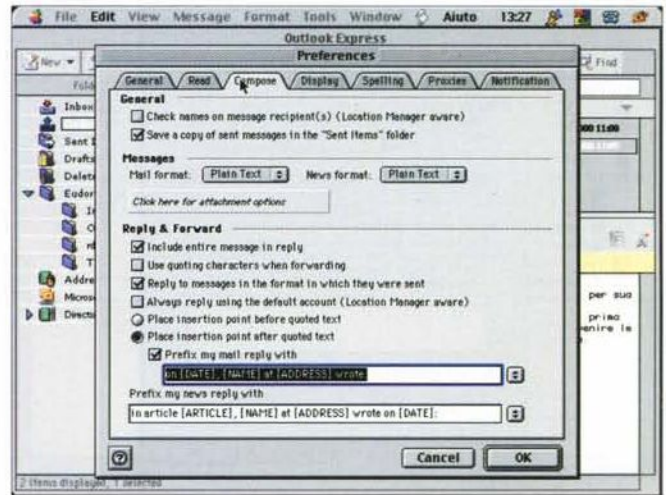 File Edit View Message Format Tools Window Aiuto 13:27
Outlook Express
Preferences
New
Find
General Read Compose Display Spelling Proxies Notification
General
Check names on message recipient(s) (Location Manager aware)
Save a copy of sent messages in the "Sent Items" folder
Messages
Mail format: Plain Text News format: Plain Text
Click here for attachment options
Reply & Forward
Include entire message in reply
Use quoting characters when forwarding
Reply to messages in the format in which they were sent
Always reply using the default account (Location Manager aware)
Place insertion point before quoted text
Place insertion point after quoted text
Prefix my mail reply with
on [DATE], [NAME] at [ADDRESS] wrote:
Prefix my news reply with
in article [ARTICLE], [NAME] at [ADDRESS] wrote on [DATE]:
Cancel OK
Fold
Inbox
Sent I
Drafts
Delet
Eudor
In
O
T
Addre
Micros
Direct
11:08
per sua
prima
enire le
2 items displayed, 1 selected